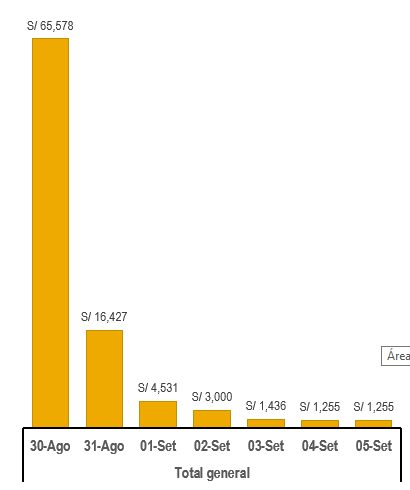 S/ 65,578
S/ 16,427
S/ 4,531
S/ 3,000
S/ 1,436
S/ 1,255
S/ 1,255
Área
30-Ago 31-Ago 01-Set 02-Set 03-Set 04-Set 05-Set
Total general